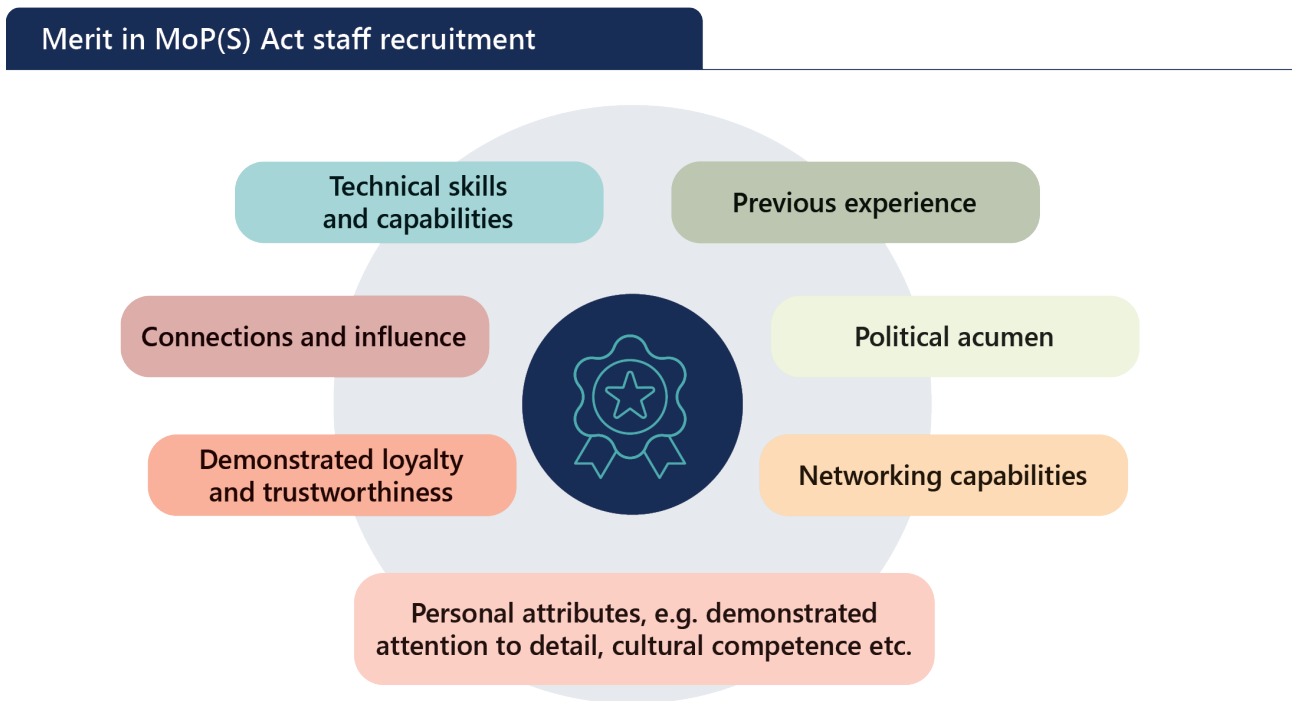 Merit in MoP(S) Act staff recruitment
Technical skills
and capabilities
Previous experience
Connections and influence
Political acumen
Demonstrated loyalty
and trustworthiness
Networking capabilities
Personal attributes, e.g. demonstrated
attention to detail, cultural competence etc.